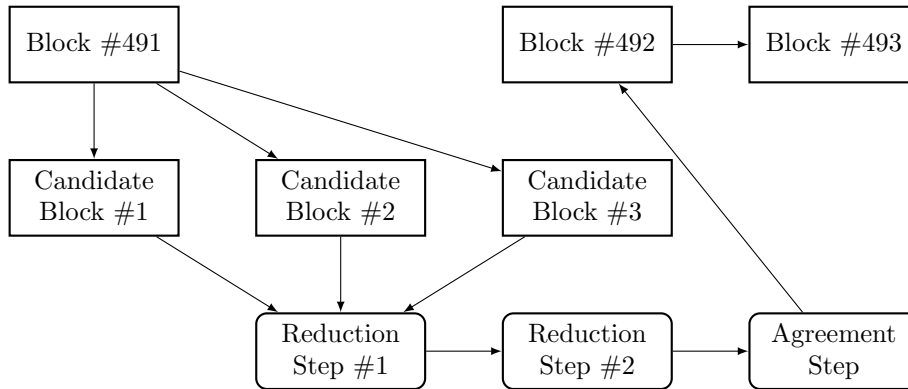 Block #491
Block #492
Block #493
Candidate
Block #1
Candidate
Block #2
Candidate
Block #3
Reduction
Step #1
Reduction
Step #2
Agreement
Step